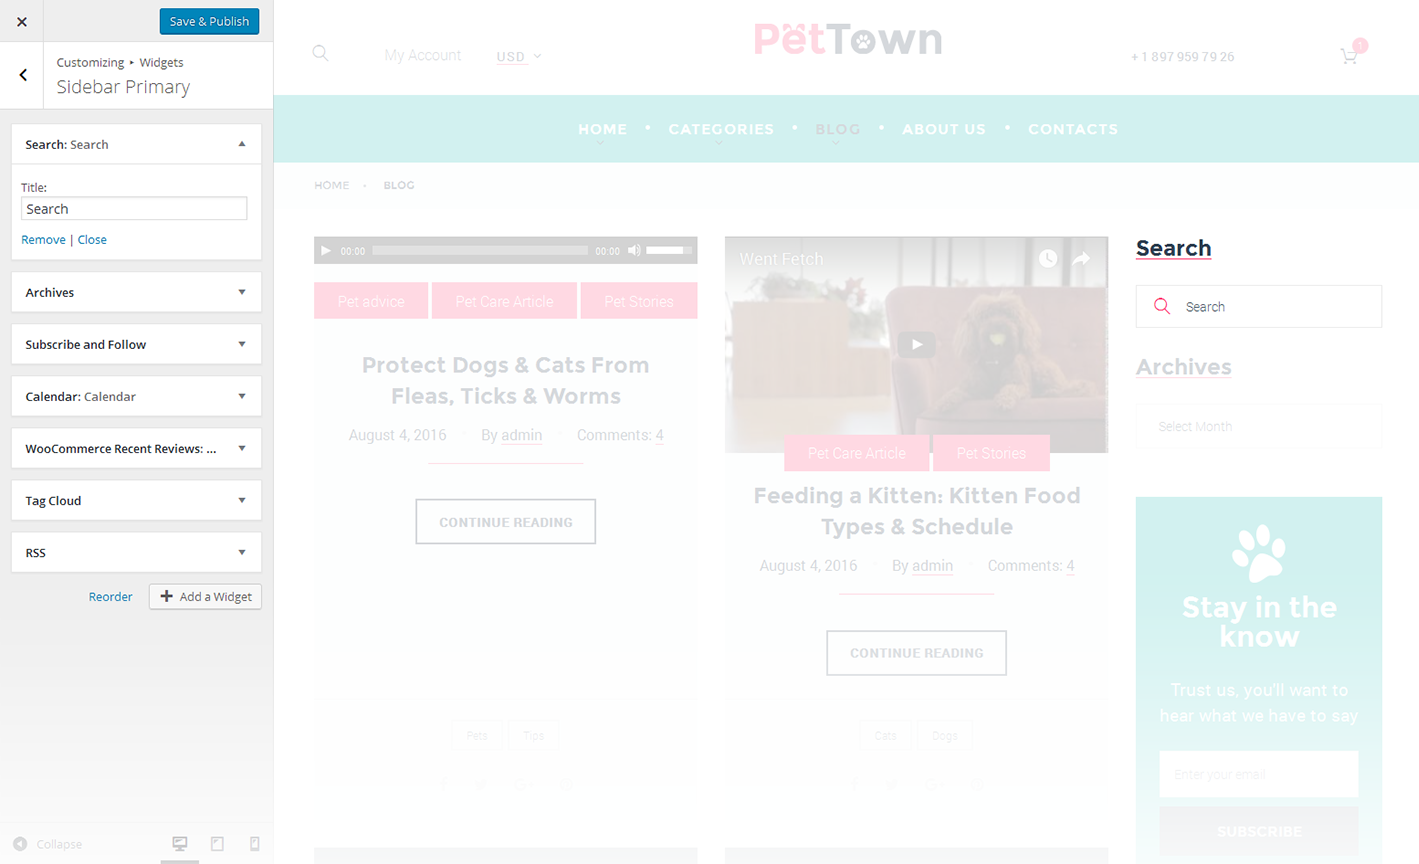 Save & Publish
Customizing ▸ Widgets
Sidebar Primary
Search: Search
Title:
Search
Remove | Close
Archives
Subscribe and Follow
Calendar: Calendar
WooCommerce Recent Reviews: ...
Tag Cloud
RSS
Reorder
Add a Widget
Collapse
My Account
USD
PetTown
+ 1 897 959 79 26
1
HOME • CATEGORIES • BLOG • ABOUT US • CONTACTS
HOME • BLOG
00:00 00:00
Pet advice Pet Care Article Pet Stories
Protect Dogs & Cats From
Fleas, Ticks & Worms
August 4, 2016 By admin Comments: 4
CONTINUE READING
Pets Tips
Went Fetch
Pet Care Article Pet Stories
Feeding a Kitten: Kitten Food
Types & Schedule
August 4, 2016 By admin Comments: 4
CONTINUE READING
Cats Dogs
Search
Search
Archives
Select Month
Stay in the
know
Trust us, you'll want to
hear what we have to say
Enter your email
SUBSCRIBE